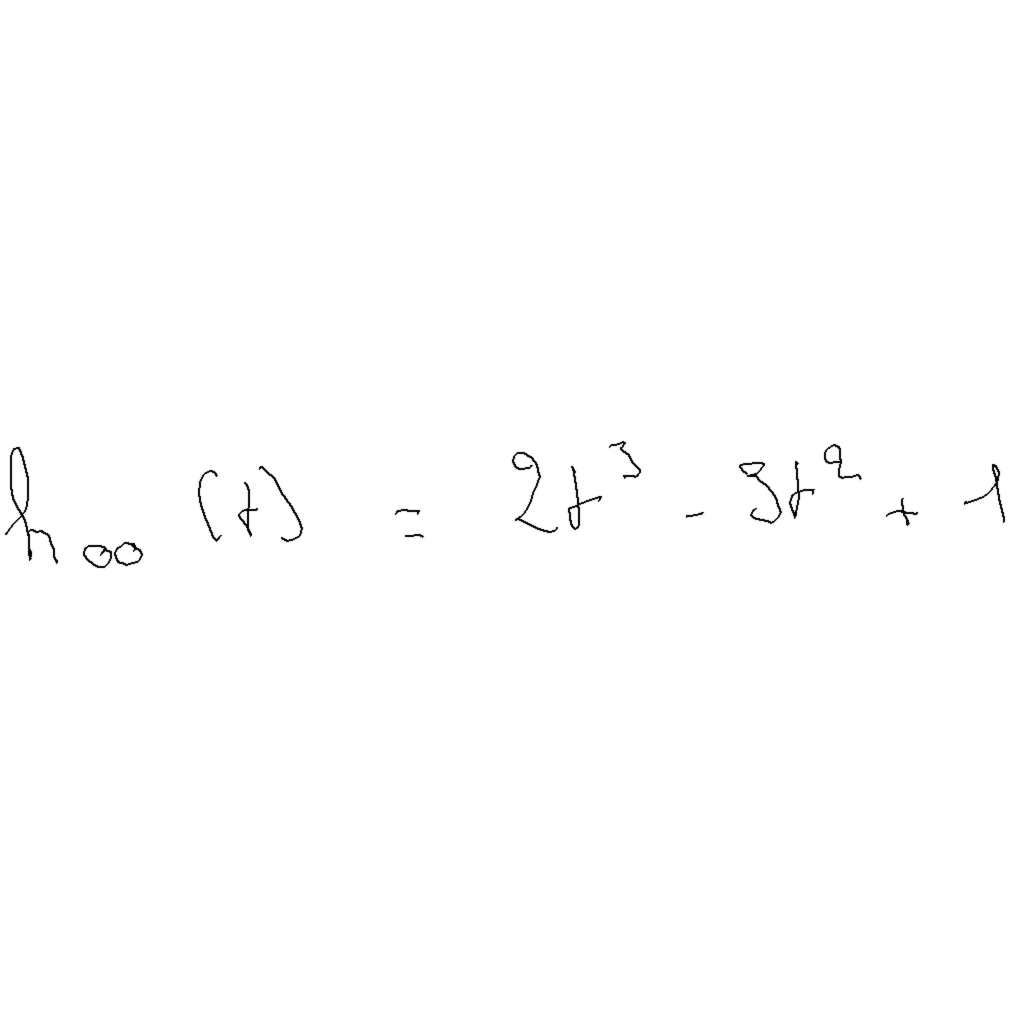 h₀₀ (t) = 2t³ - 3t² + 1